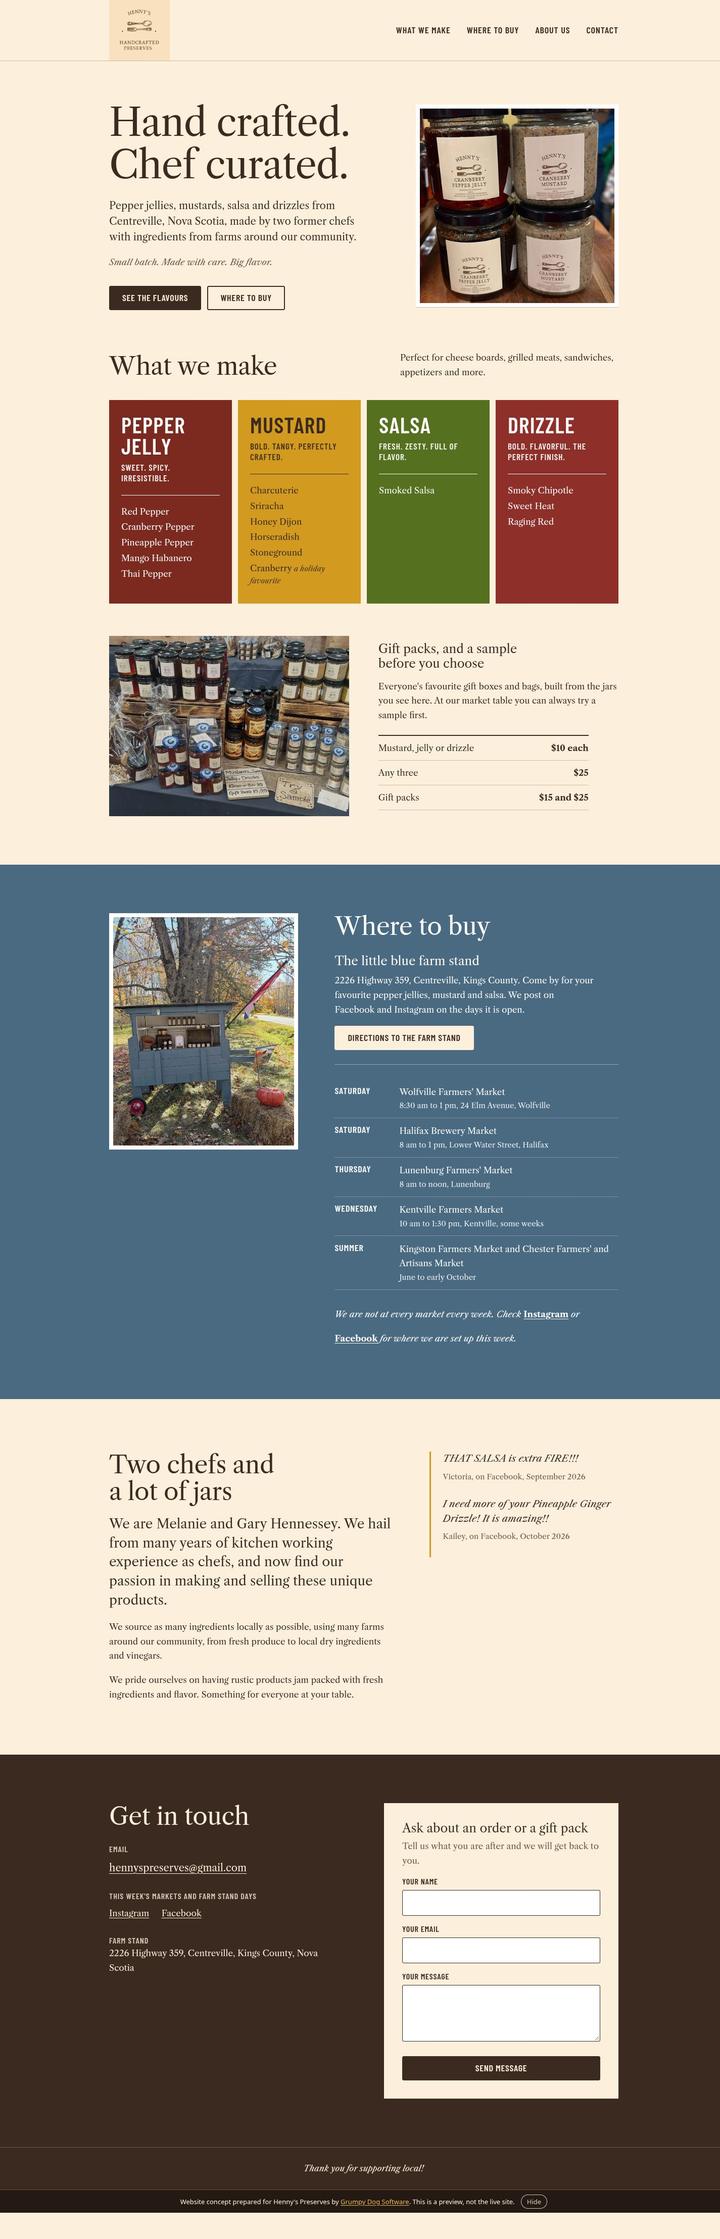 HENNY'S
HANDCRAFTED
PRESERVES
WHAT WE MAKE
WHERE TO BUY
ABOUT US
CONTACT
Hand crafted.
Chef curated.
Pepper jellies, mustards, salsa and drizzles from
Centreville, Nova Scotia, made by two former chefs
with ingredients from farms around our community.
Small batch. Made with care. Big flavor.
SEE THE FLAVOURS
WHERE TO BUY
HENNY'S
CRANBERRY
PEPPER JELLY
HENNY'S
CRANBERRY
MUSTARD
HENNY'S
CRANBERRY
PEPPER JELLY
HENNY'S
CRANBERRY
MUSTARD
What we make
Perfect for cheese boards, grilled meats, sandwiches,
appetizers and more.
PEPPER
JELLY
SWEET. SPICY.
IRRESISTIBLE.
Red Pepper
Cranberry Pepper
Pineapple Pepper
Mango Habanero
Thai Pepper
MUSTARD
BOLD. TANGY. PERFECTLY
CRAFTED.
Charcuterie
Sriracha
Honey Dijon
Horseradish
Stoneground
Cranberry a holiday
favourite
SALSA
FRESH. ZESTY. FULL OF
FLAVOR.
Smoked Salsa
DRIZZLE
BOLD. FLAVORFUL. THE
PERFECT FINISH.
Smoky Chipotle
Sweet Heat
Raging Red
Try
Sample
Gift packs, and a sample
before you choose
Everyone's favourite gift boxes and bags, built from the jars
you see here. At our market table you can always try a
sample first.
Mustard, jelly or drizzle $10 each
Any three $25
Gift packs $15 and $25
Where to buy
The little blue farm stand
2226 Highway 359, Centreville, Kings County. Come by for your
favourite pepper jellies, mustard and salsa. We post on
Facebook and Instagram on the days it is open.
DIRECTIONS TO THE FARM STAND
SATURDAY Wolfville Farmers' Market
8:30 am to 1 pm, 24 Elm Avenue, Wolfville
SATURDAY Halifax Brewery Market
8 am to 1 pm, Lower Water Street, Halifax
THURSDAY Lunenburg Farmers' Market
8 am to noon, Lunenburg
WEDNESDAY Kentville Farmers Market
10 am to 1:30 pm, Kentville, some weeks
SUMMER Kingston Farmers Market and Chester Farmers' and
Artisans Market
June to early October
We are not at every market every week. Check Instagram or
Facebook for where we are set up this week.
Two chefs and
a lot of jars
We are Melanie and Gary Hennessey. We hail
from many years of kitchen working
experience as chefs, and now find our
passion in making and selling these unique
products.
We source as many ingredients locally as possible, using many farms
around our community, from fresh produce to local dry ingredients
and vinegars.
We pride ourselves on having rustic products jam packed with fresh
ingredients and flavor. Something for everyone at your table.
THAT SALSA is extra FIRE!!!
Victoria, on Facebook, September 2026
I need more of your Pineapple Ginger
Drizzle! It is amazing!!
Kailey, on Facebook, October 2026
Get in touch
EMAIL
hennyspreserves@gmail.com
THIS WEEK'S MARKETS AND FARM STAND DAYS
Instagram Facebook
FARM STAND
2226 Highway 359, Centreville, Kings County, Nova
Scotia
Ask about an order or a gift pack
Tell us what you are after and we will get back to
you.
YOUR NAME
YOUR EMAIL
YOUR MESSAGE
SEND MESSAGE
Thank you for supporting local!
Website concept prepared for Henny's Preserves by Grumpy Dog Software. This is a preview, not the live site. Hide